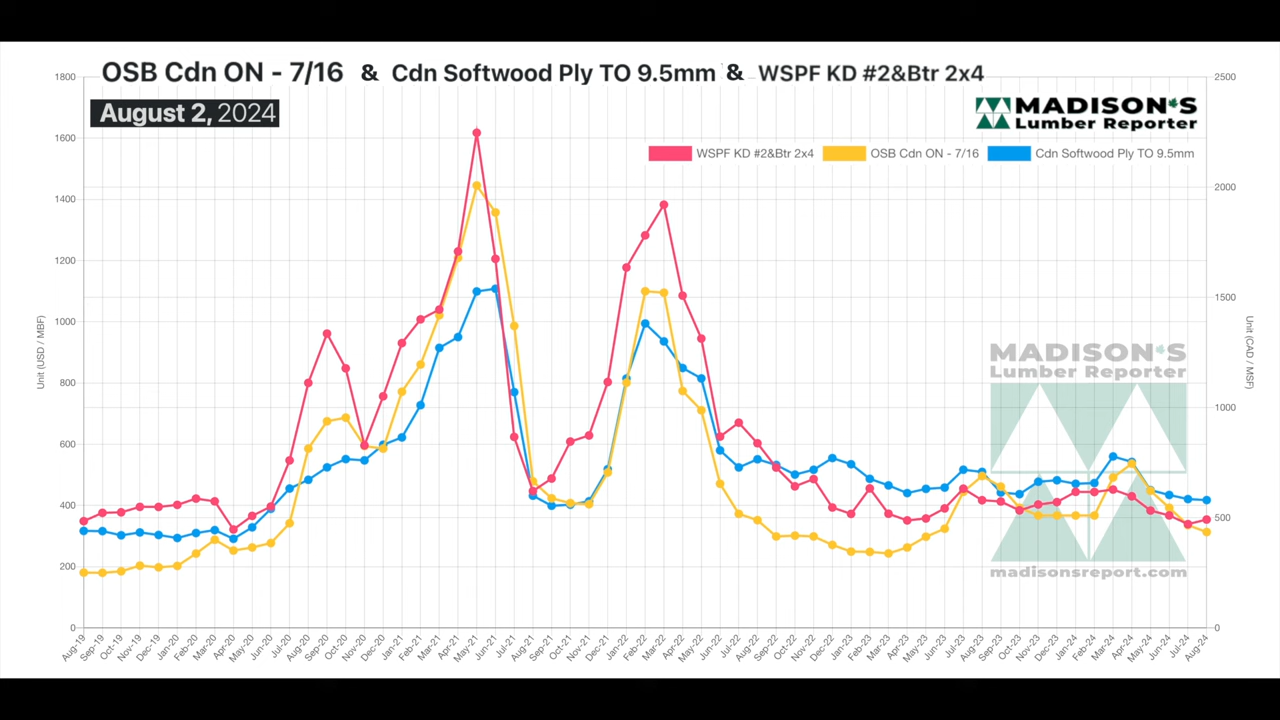 OSB Cdn ON - 7/16 & Cdn Softwood Ply TO 9.5mm & WSPF KD #2&Btr 2x4
August 2, 2024
MADISON'S
Lumber Reporter
WSPF KD #2&Btr 2x4 OSB Cdn ON - 7/16 Cdn Softwood Ply TO 9.5mm
Unit (USD / MBF)
1800
1600
1400
1200
1000
800
600
400
200
0
2500
2000
1500
1000
500
0
Unit (CAD / MSF)
MADISON'S
Lumber Reporter
madisonsreport.com
Aug-19 Sep-19 Oct-19 Nov-19 Dec-19 Jan-20 Feb-20 Mar-20 Apr-20 May-20 Jun-20 Jul-20 Aug-20 Sep-20 Oct-20 Nov-20 Dec-20 Jan-21 Feb-21 Mar-21 Apr-21 May-21 Jun-21 Jul-21 Aug-21 Sep-21 Oct-21 Nov-21 Dec-21 Jan-22 Feb-22 Mar-22 Apr-22 May-22 Jun-22 Jul-22 Aug-22 Sep-22 Oct-22 Nov-22 Dec-22 Jan-23 Feb-23 Mar-23 Apr-23 May-23 Jun-23 Jul-23 Aug-23 Sep-23 Oct-23 Nov-23 Dec-23 Jan-24 Feb-24 Mar-24 Apr-24 May-24 Jun-24 Jul-24 Aug-24